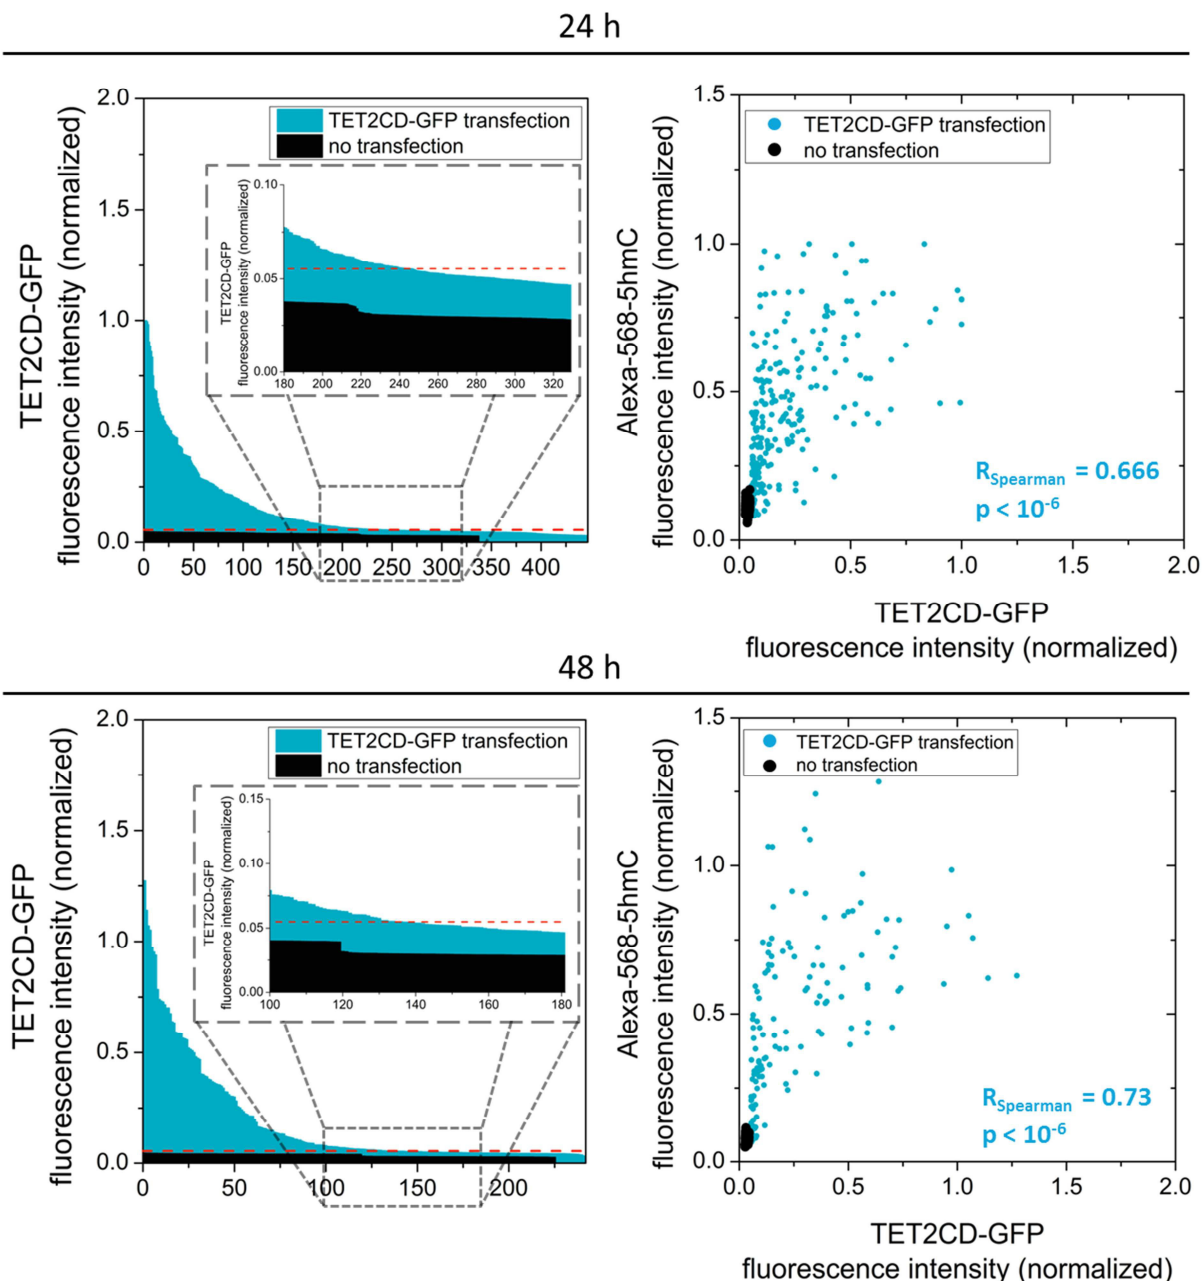 24 h
TET2CD-GFP
fluorescence intensity (normalized)
2.0
1.5
1.0
0.5
0.0
0 50 100 150 200 250 300 350 400
TET2CD-GFP transfection
no transfection
TET2CD-GFP
fluorescence intensity (normalized)
0.10
0.05
0.00
180 200 220 240 260 280 300 320
Alexa-568-5hmC
fluorescence intensity (normalized)
1.5
1.0
0.5
0.0
TET2CD-GFP transfection
no transfection
RSpearman = 0.666
p < 10-6
0.0 0.5 1.0 1.5 2.0
TET2CD-GFP
fluorescence intensity (normalized)
48 h
TET2CD-GFP
fluorescence intensity (normalized)
2.0
1.5
1.0
0.5
0.0
0 50 100 150 200
TET2CD-GFP transfection
no transfection
TET2CD-GFP
fluorescence intensity (normalized)
0.15
0.10
0.05
0.00
100 120 140 160 180
Alexa-568-5hmC
fluorescence intensity (normalized)
1.5
1.0
0.5
0.0
TET2CD-GFP transfection
no transfection
RSpearman = 0.73
p < 10-6
0.0 0.5 1.0 1.5 2.0
TET2CD-GFP
fluorescence intensity (normalized)